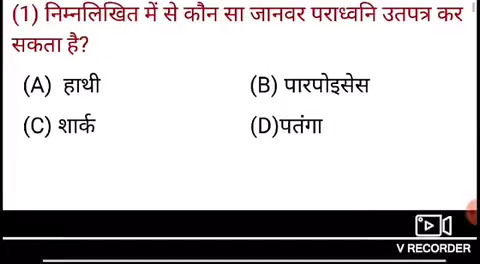 (1) निम्नलिखित में से कौन सा जानवर पराध्वनि उतपत्र कर
सकता है?
(A) हाथी (B) पारपोइसेस
(C) शार्क (D)पतंगा
V RECORDER